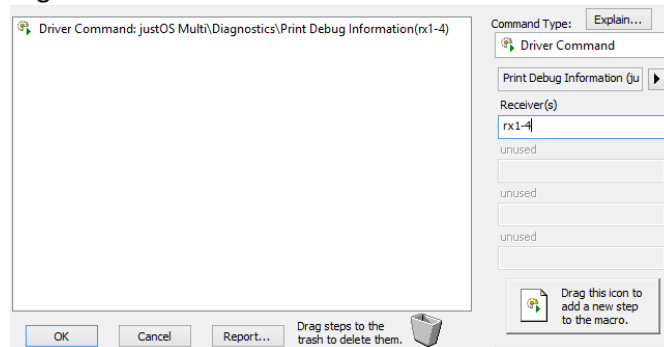 Driver Command: justOS Multi\Diagnostics\Print Debug Information(rx1-4)
Command Type:
Explain...
Driver Command
Print Debug Information (ju
Receiver(s)
rx1-4
unused
unused
unused
Drag this icon to
add a new step
to the macro.
OK
Cancel
Report...
Drag steps to the
trash to delete them.